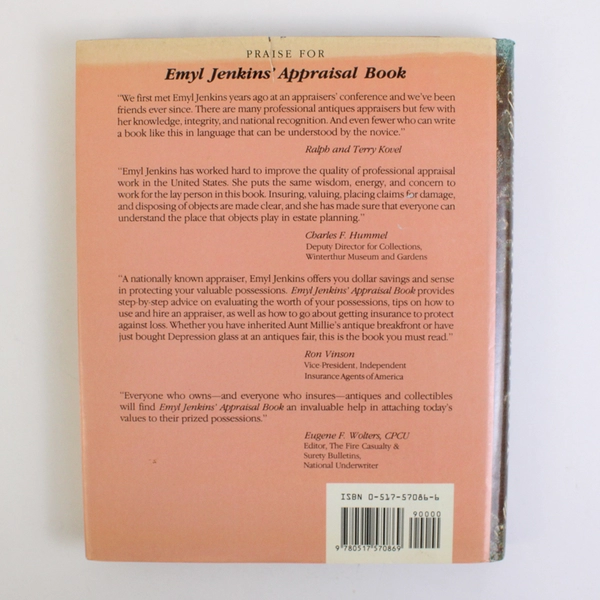 PRAISE FOR
Emyl Jenkins' Appraisal Book
"We first met Emyl Jenkins years ago at an appraisers' conference and we've been
friends ever since. There are many professional antiques appraisers but few with
her knowledge, integrity, and national recognition. And even fewer who can write
a book like this in language that can be understood by the novice."
Ralph and Terry Kovel
"Emyl Jenkins has worked hard to improve the quality of professional appraisal
work in the United States. She puts the same wisdom, energy, and concern to
work for the lay person in this book. Insuring, valuing, placing claims for damage,
and disposing of objects are made clear, and she has made sure that everyone can
understand the place that objects play in estate planning."
Charles F. Hummel
Deputy Director for Collections,
Winterthur Museum and Gardens
"A nationally known appraiser, Emyl Jenkins offers you dollar savings and sense
in protecting your valuable possessions. Emyl Jenkins' Appraisal Book provides
step-by-step advice on evaluating the worth of your possessions, tips on how to
use and hire an appraiser, as well as how to go about getting insurance to protect
against loss. Whether you have inherited Aunt Millie's antique breakfront or have
just bought Depression glass at an antiques fair, this is the book you must read."
Ron Vinson
Vice-President, Independent
Insurance Agents of America
"Everyone who owns—and everyone who insures—antiques and collectibles
will find Emyl Jenkins' Appraisal Book an invaluable help in attaching today's
values to their prized possessions."
Eugene F. Wolters, CPCU
Editor, The Fire Casualty &
Surety Bulletins,
National Underwriter
ISBN 0-517-57086-6
90000
9 780517 570869